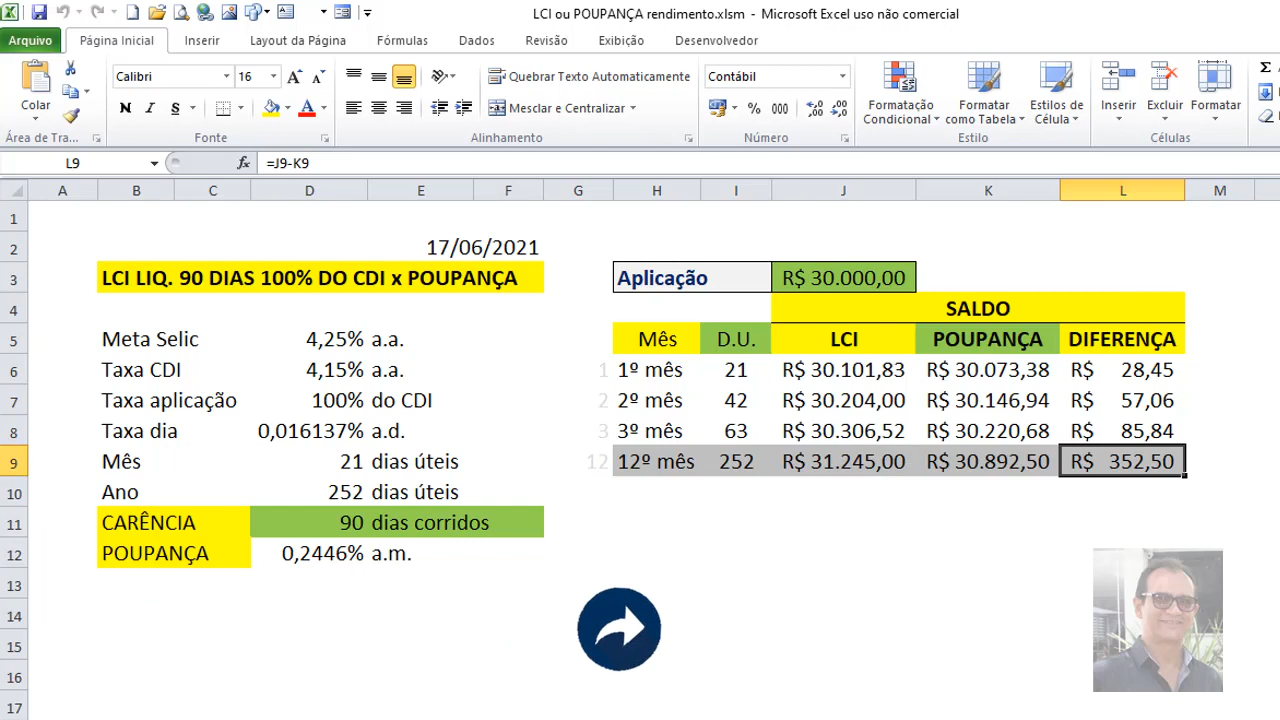 LCI ou POUPANÇA rendimento.xlsm - Microsoft Excel uso não comercial
Arquivo Página Inicial Inserir Layout da Página Fórmulas Dados Revisão Exibição Desenvolvedor
Calibri 16 Quebrar Texto Automaticamente Contábil
Colar N I S A Mesclar e Centralizar % 000 Formatação Condicional Formatar como Tabela Estilos de Célula Inserir Excluir Formatar
Área de Tra... Fonte Alinhamento Número Estilo Células
L9 fx =J9-K9
A B C D E F G H I J K L M
1
2 17/06/2021
3 LCI LIQ. 90 DIAS 100% DO CDI x POUPANÇA Aplicação R$ 30.000,00
4 SALDO
5 Meta Selic 4,25% a.a. Mês D.U. LCI POUPANÇA DIFERENÇA
6 Taxa CDI 4,15% a.a. 1 1º mês 21 R$ 30.101,83 R$ 30.073,38 R$ 28,45
7 Taxa aplicação 100% do CDI 2 2º mês 42 R$ 30.204,00 R$ 30.146,94 R$ 57,06
8 Taxa dia 0,016137% a.d. 3 3º mês 63 R$ 30.306,52 R$ 30.220,68 R$ 85,84
9 Mês 21 dias úteis 12 12º mês 252 R$ 31.245,00 R$ 30.892,50 R$ 352,50
10 Ano 252 dias úteis
11 CARÊNCIA 90 dias corridos
12 POUPANÇA 0,2446% a.m.
13
14
15
16
17